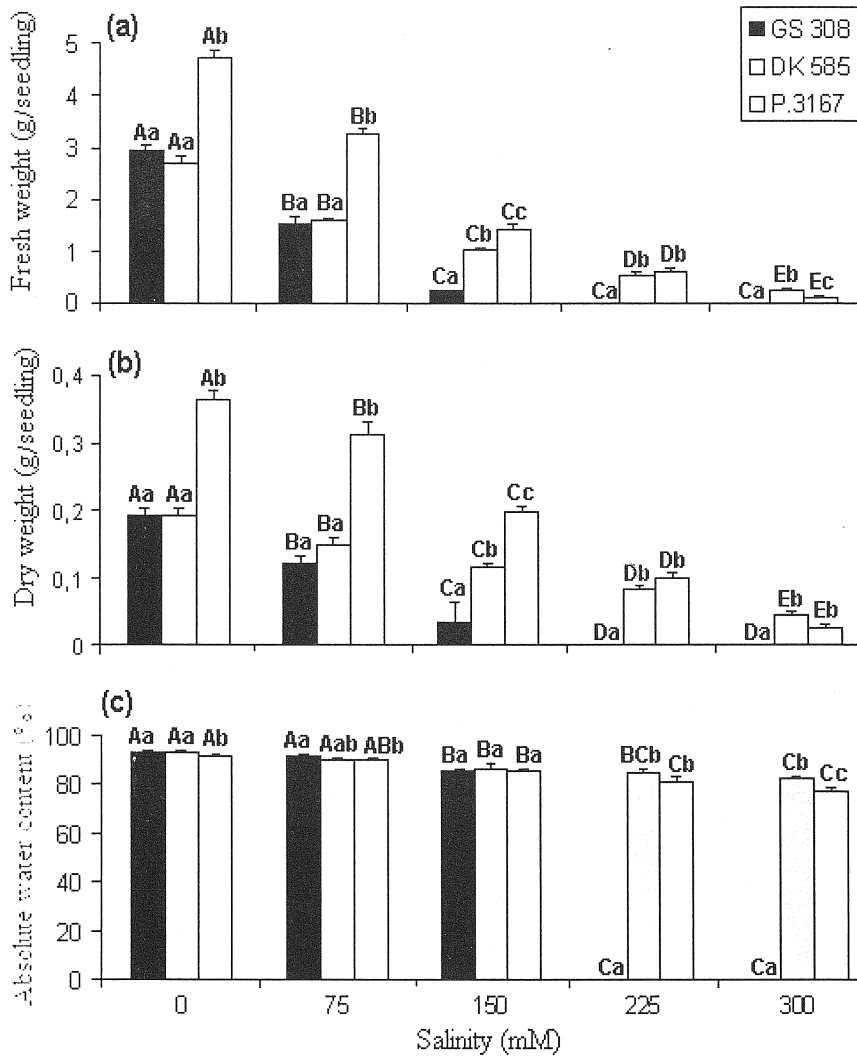 (a)
GS 308
DK 585
P.3167
Fresh weight (g/seedling)
5
4
3
2
1
0
Aa Aa Ab
Ba Ba Bb
Ca Cb Cc
Ca Db Db
Ca Eb Ec
(b)
Dry weight (g/seedling)
0,4
0,3
0,2
0,1
0
Aa Aa Ab
Ba Ba Bb
Ca Cb Cc
Da Db Db
Da Eb Eb
(c)
Absolute water content (%)
100
80
60
40
20
0
Aa Aa Ab
Aa Aab ABb
Ba Ba Ba
Ca BCb Cb
Ca Cb Cc
0 75 150 225 300
Salinity (mM)